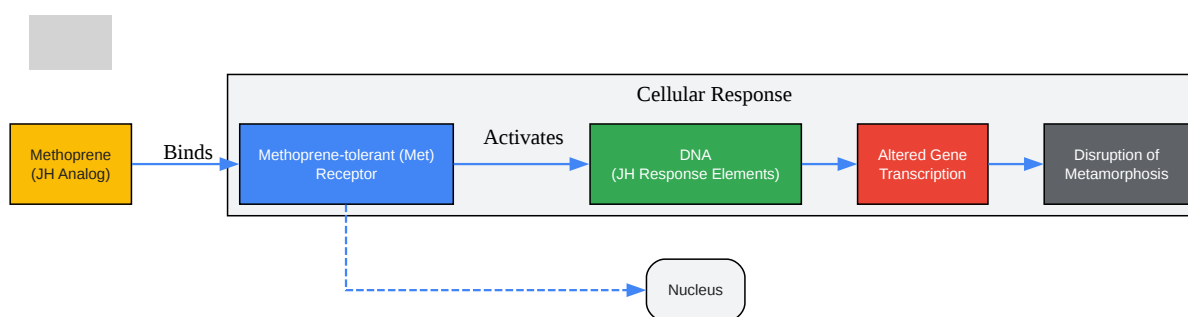 Cellular Response
Methoprene
(JH Analog)
Binds
Methoprene-tolerant (Met)
Receptor
Activates
DNA
(JH Response Elements)
Altered Gene
Transcription
Disruption of
Metamorphosis
Nucleus